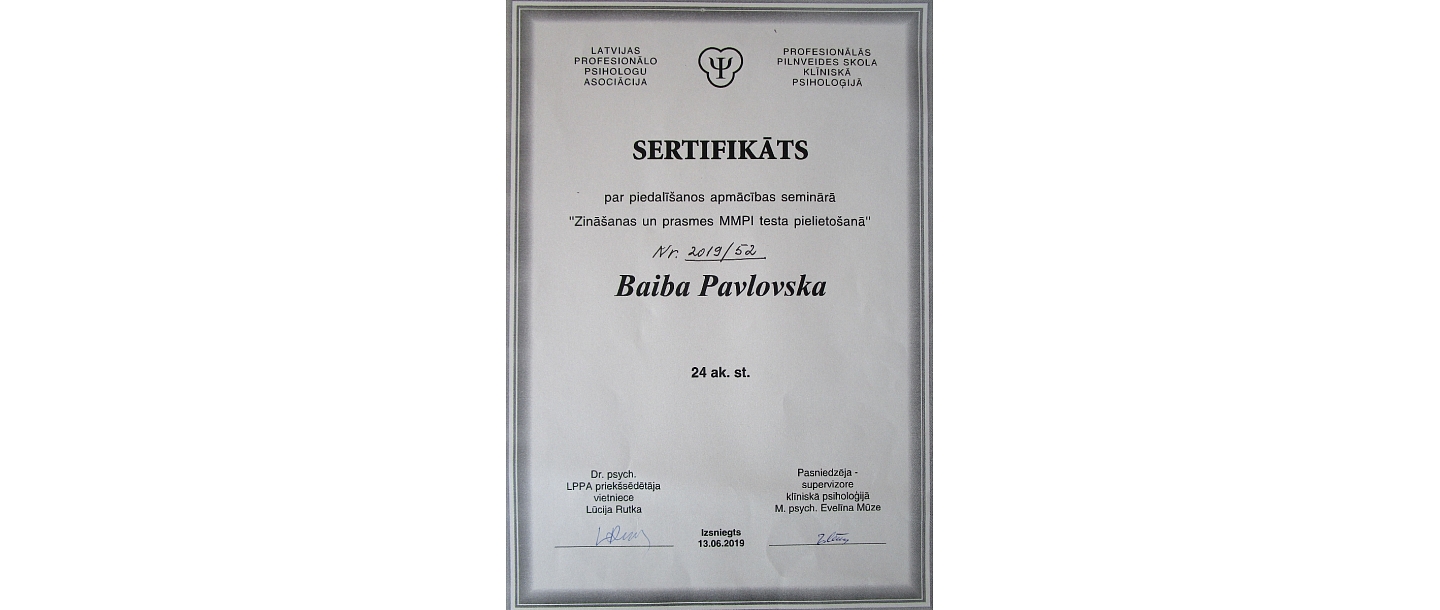 LATVIJAS
PROFESIONĀLO
PSIHOLOGU
ASOCIĀCIJA
Ψ
PROFESIONĀLĀS
PILNVEIDES SKOLA
KLĪNISKĀ
PSIHOLOĢIJĀ
SERTIFIKĀTS
par piedalīšanos apmācības seminārā
"Zināšanas un prasmes MMPI testa pielietošanā"
Nr. 2019/52
Baiba Pavlovska
24 ak. st.
Dr. psych.
LPPA priekšsēdētāja
vietniece
Lūcija Rutka
Pasniedzēja -
supervizore
klīniskā psiholoģijā
M. psych. Evelīna Mūze
Izsniegts
13.06.2019